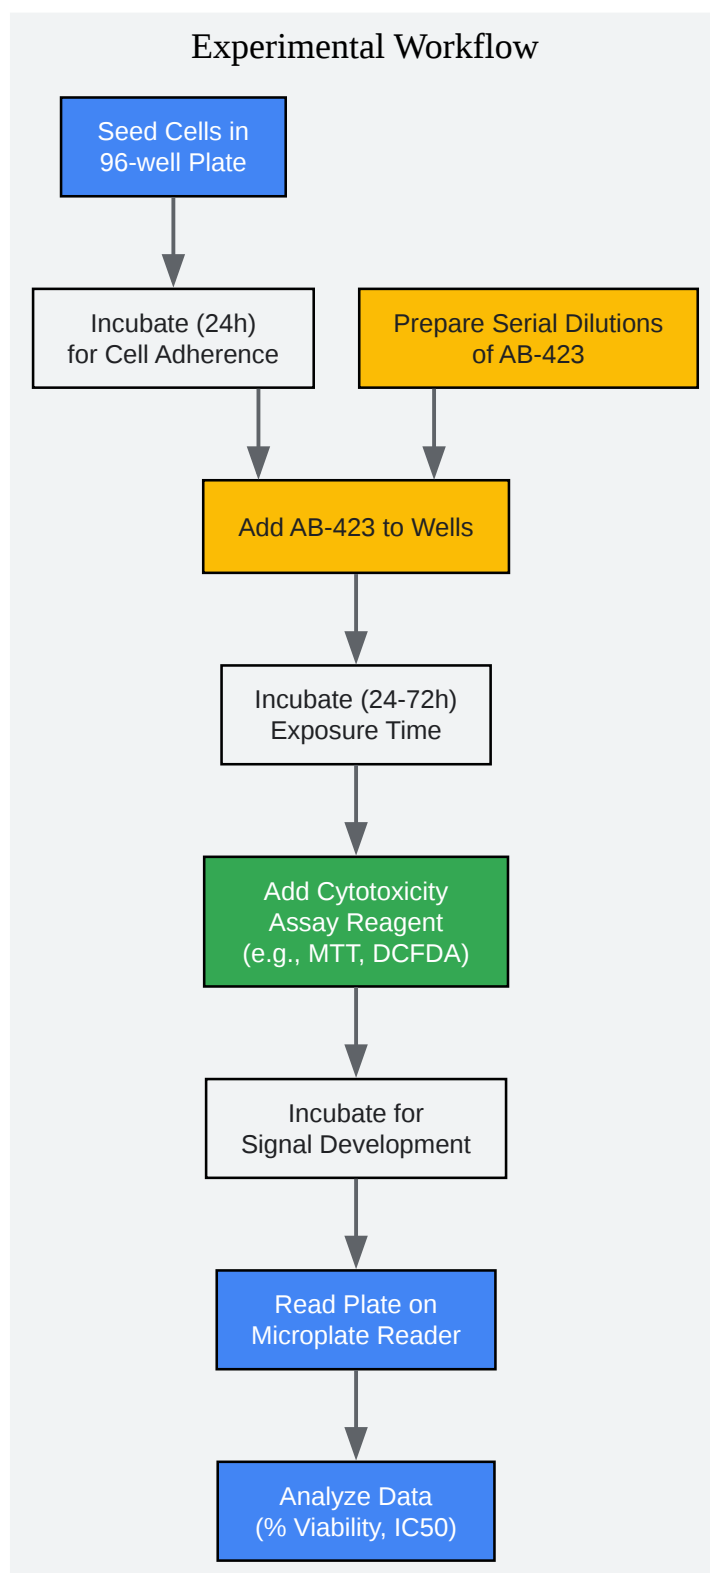 Experimental Workflow
Seed Cells in
96-well Plate
Incubate (24h)
for Cell Adherence
Prepare Serial Dilutions
of AB-423
Add AB-423 to Wells
Incubate (24-72h)
Exposure Time
Add Cytotoxicity
Assay Reagent
(e.g., MTT, DCFDA)
Incubate for
Signal Development
Read Plate on
Microplate Reader
Analyze Data
(% Viability, IC50)